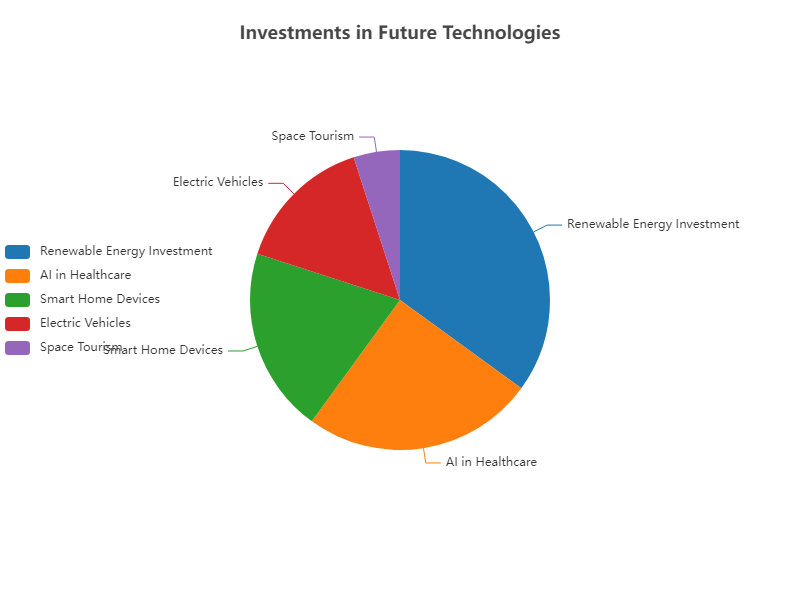 Investments in Future Technologies
Space Tourism
Electric Vehicles
Renewable Energy Investment
Renewable Energy Investment
AI in Healthcare
Smart Home Devices
Electric Vehicles
Space Tourism
Smart Home Devices
AI in Healthcare